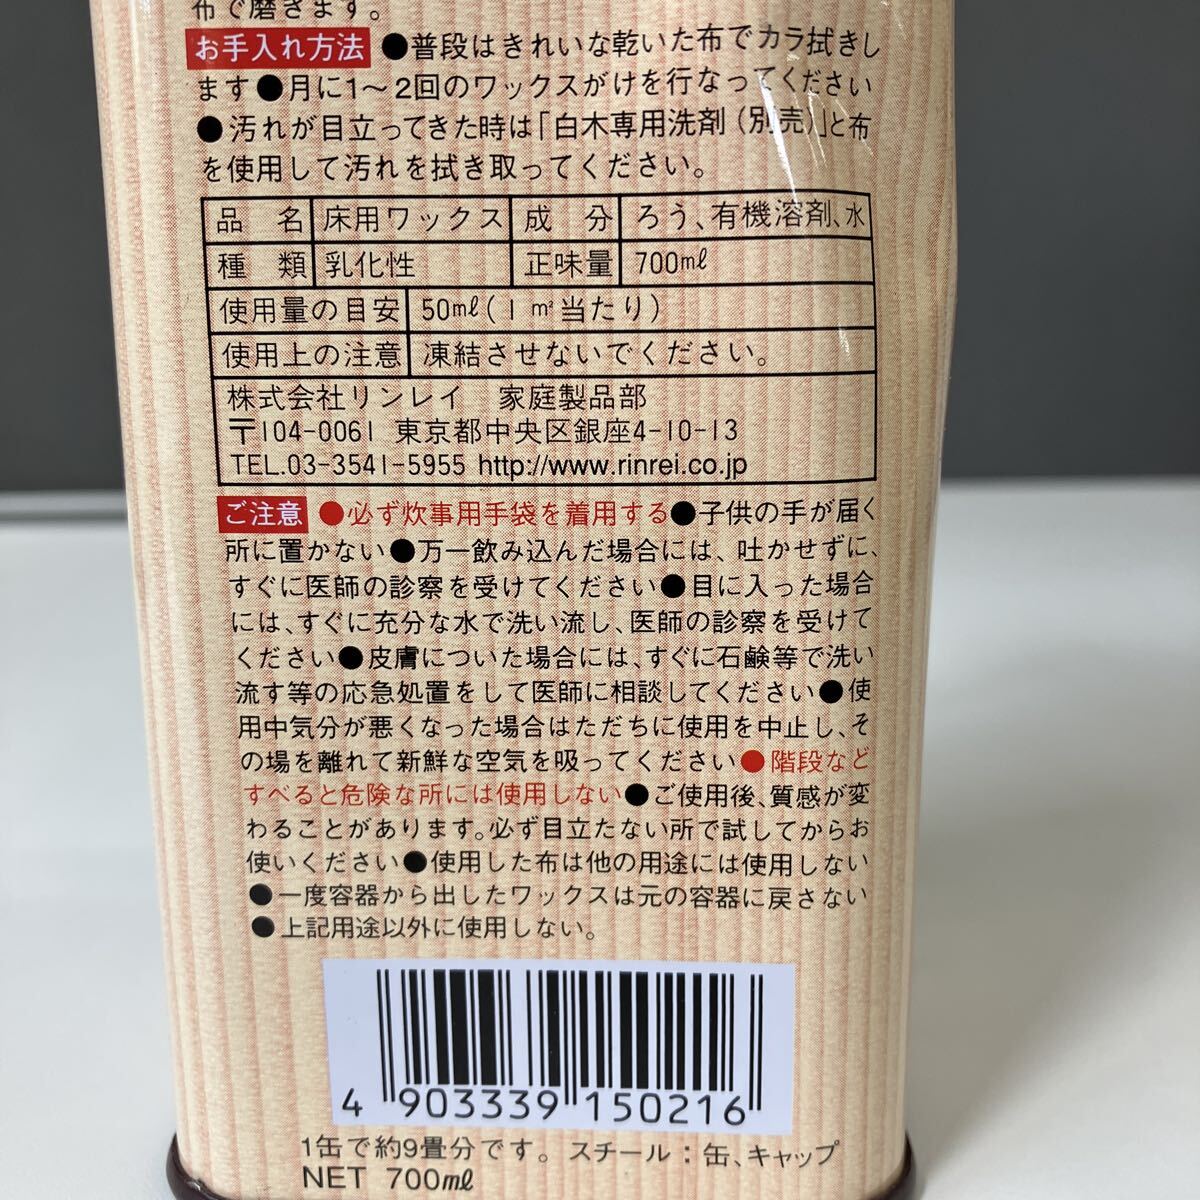 布で磨きます。
お手入れ方法 ●普段はきれいな乾いた布でカラ拭きし
ます●月に1〜2回のワックスがけを行なってください
●汚れが目立ってきた時は「白木専用洗剤(別売)」と布
を使用して汚れを拭き取ってください。
品 名 床用ワックス 成 分 ろう、有機溶剤、水
種 類 乳化性 正味量 700㎖
使用量の目安 50㎖(1㎡当たり)
使用上の注意 凍結させないでください。
株式会社リンレイ 家庭製品部
〒104-0061 東京都中央区銀座4-10-13
TEL.03-3541-5955 http://www.rinrei.co.jp
ご注意 ●必ず炊事用手袋を着用する●子供の手が届く
所に置かない●万一飲み込んだ場合には、吐かせずに、
すぐに医師の診察を受けてください●目に入った場合
には、すぐに充分な水で洗い流し、医師の診察を受けて
ください●皮膚についた場合には、すぐに石鹸等で洗い
流す等の応急処置をして医師に相談してください●使
用中気分が悪くなった場合はただちに使用を中止し、そ
の場を離れて新鮮な空気を吸ってください●階段など
すべると危険な所には使用しない●ご使用後、質感が変
わることがあります。必ず目立たない所で試してからお
使いください●使用した布は他の用途には使用しない
●一度容器から出したワックスは元の容器に戻さない
●上記用途以外に使用しない。
4 903339 150216
1缶で約9畳分です。スチール:缶、キャップ
NET 700㎖